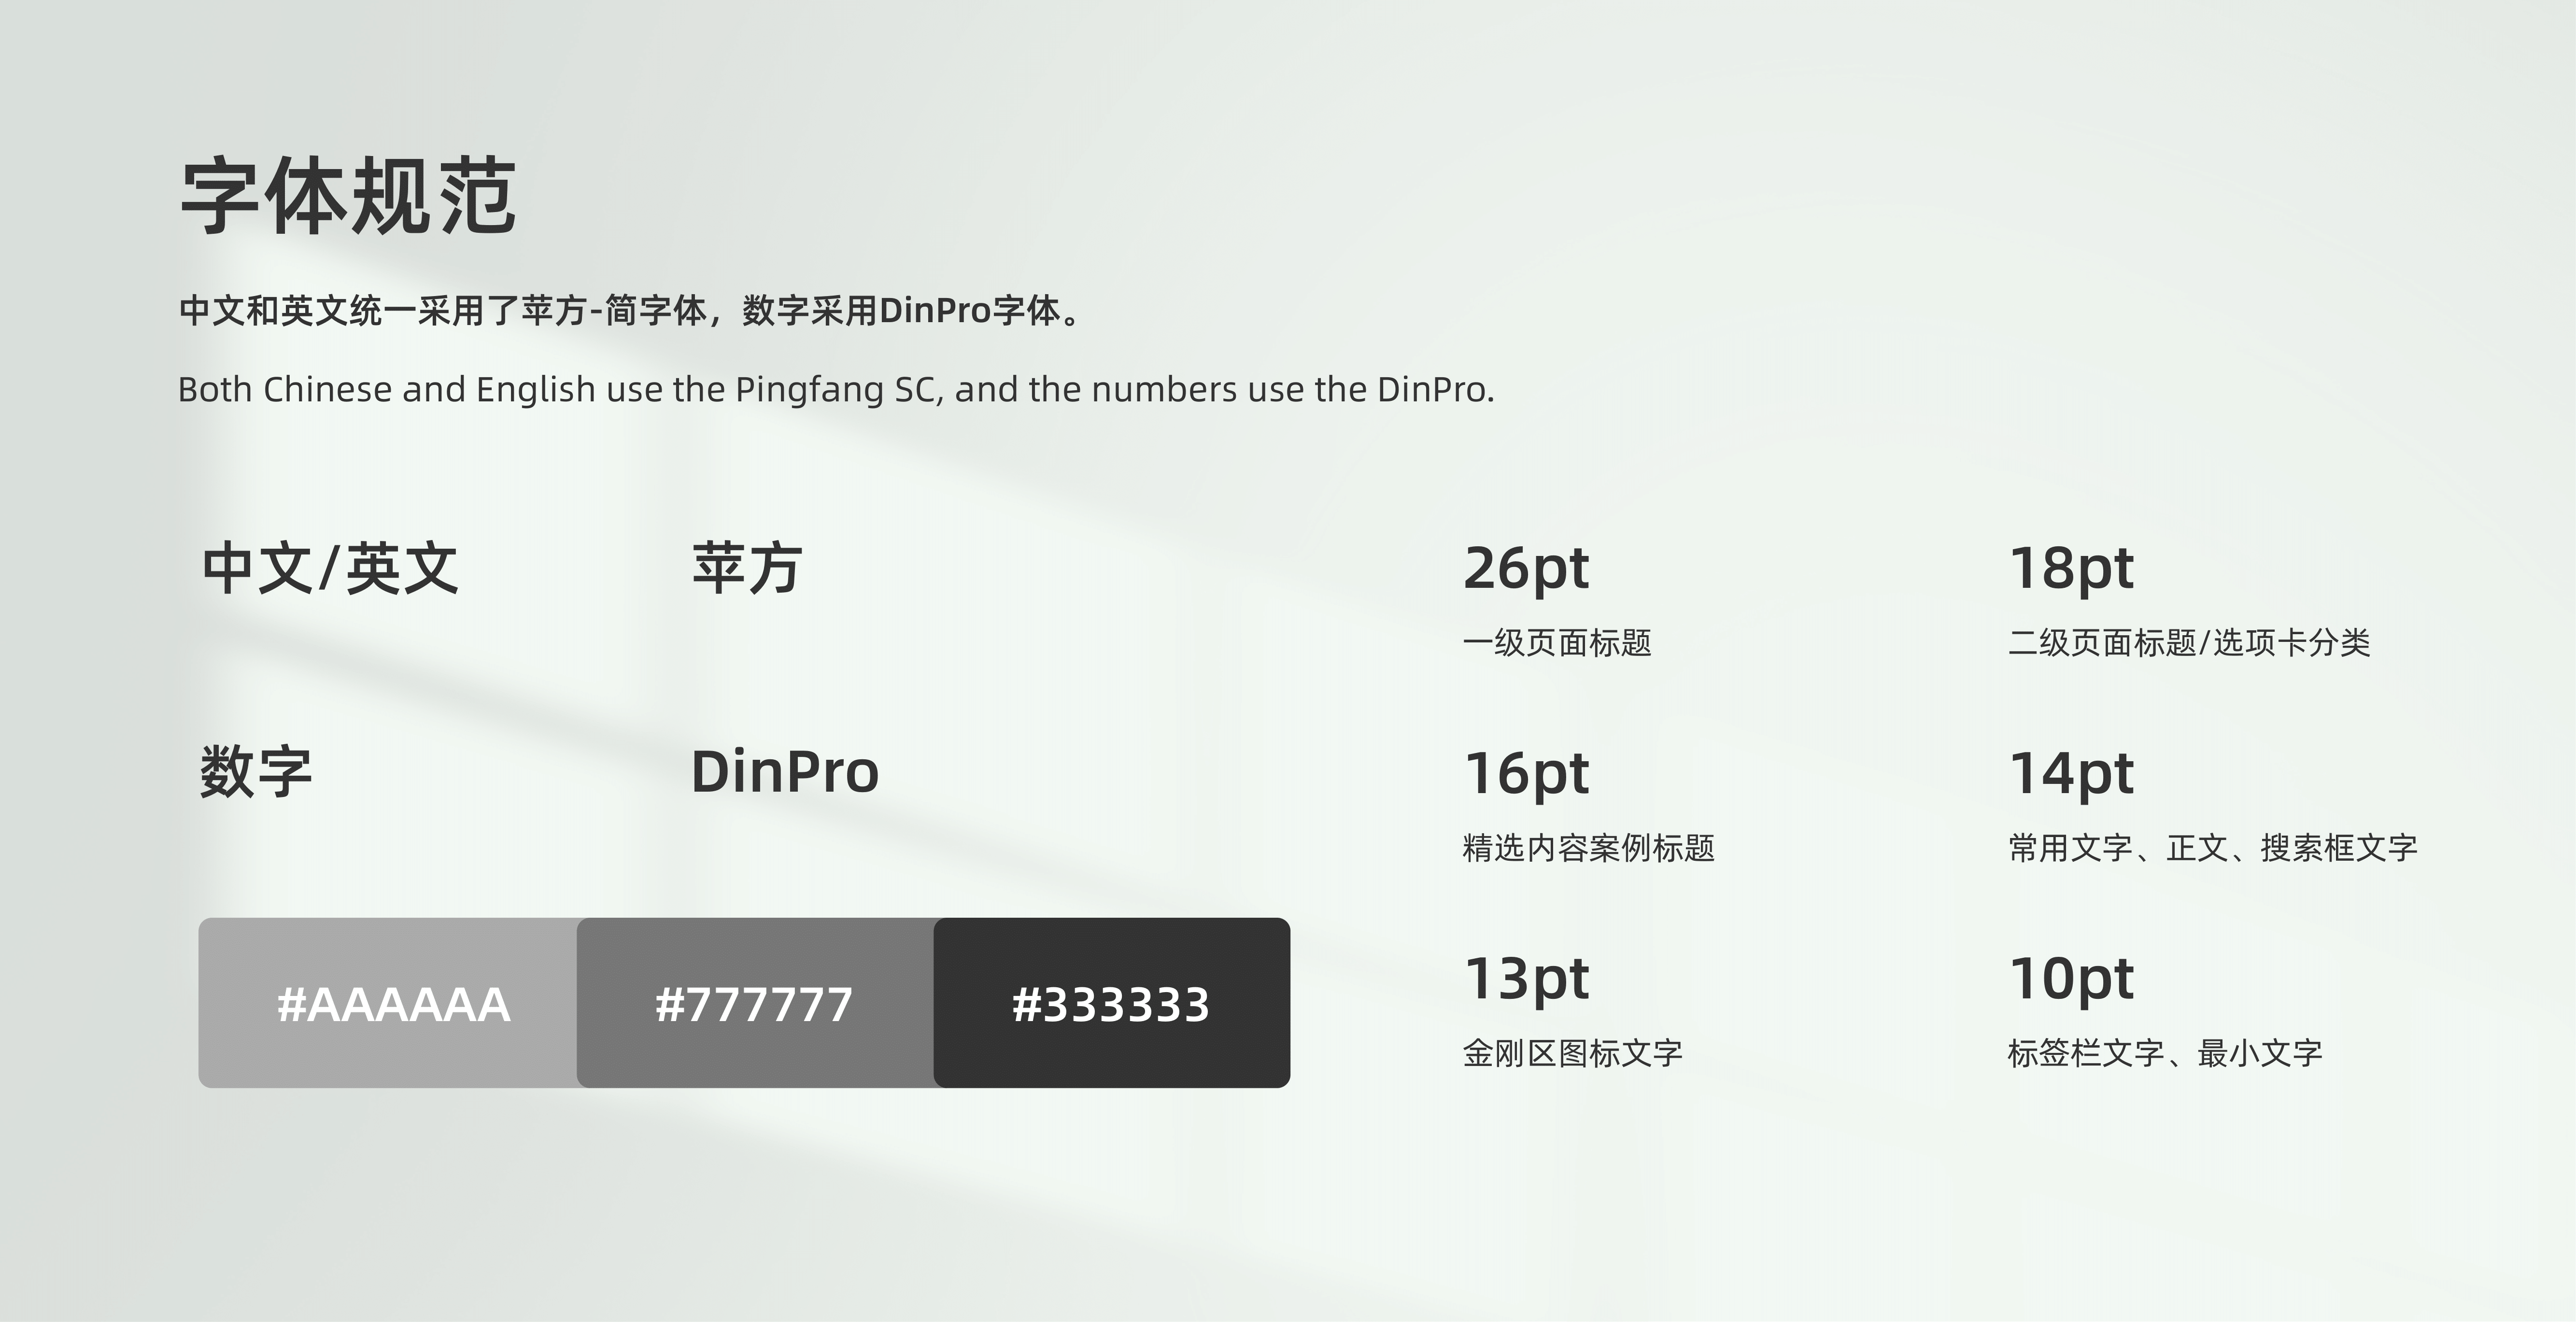 字体规范
中文和英文统一采用了苹方-简字体，数字采用DinPro字体。
Both Chinese and English use the Pingfang SC, and the numbers use the DinPro.
中文/英文
苹方
数字
DinPro
#AAAAAA
#777777
#333333
26pt
一级页面标题
18pt
二级页面标题/选项卡分类
16pt
精选内容案例标题
14pt
常用文字、正文、搜索框文字
13pt
金刚区图标文字
10pt
标签栏文字、最小文字